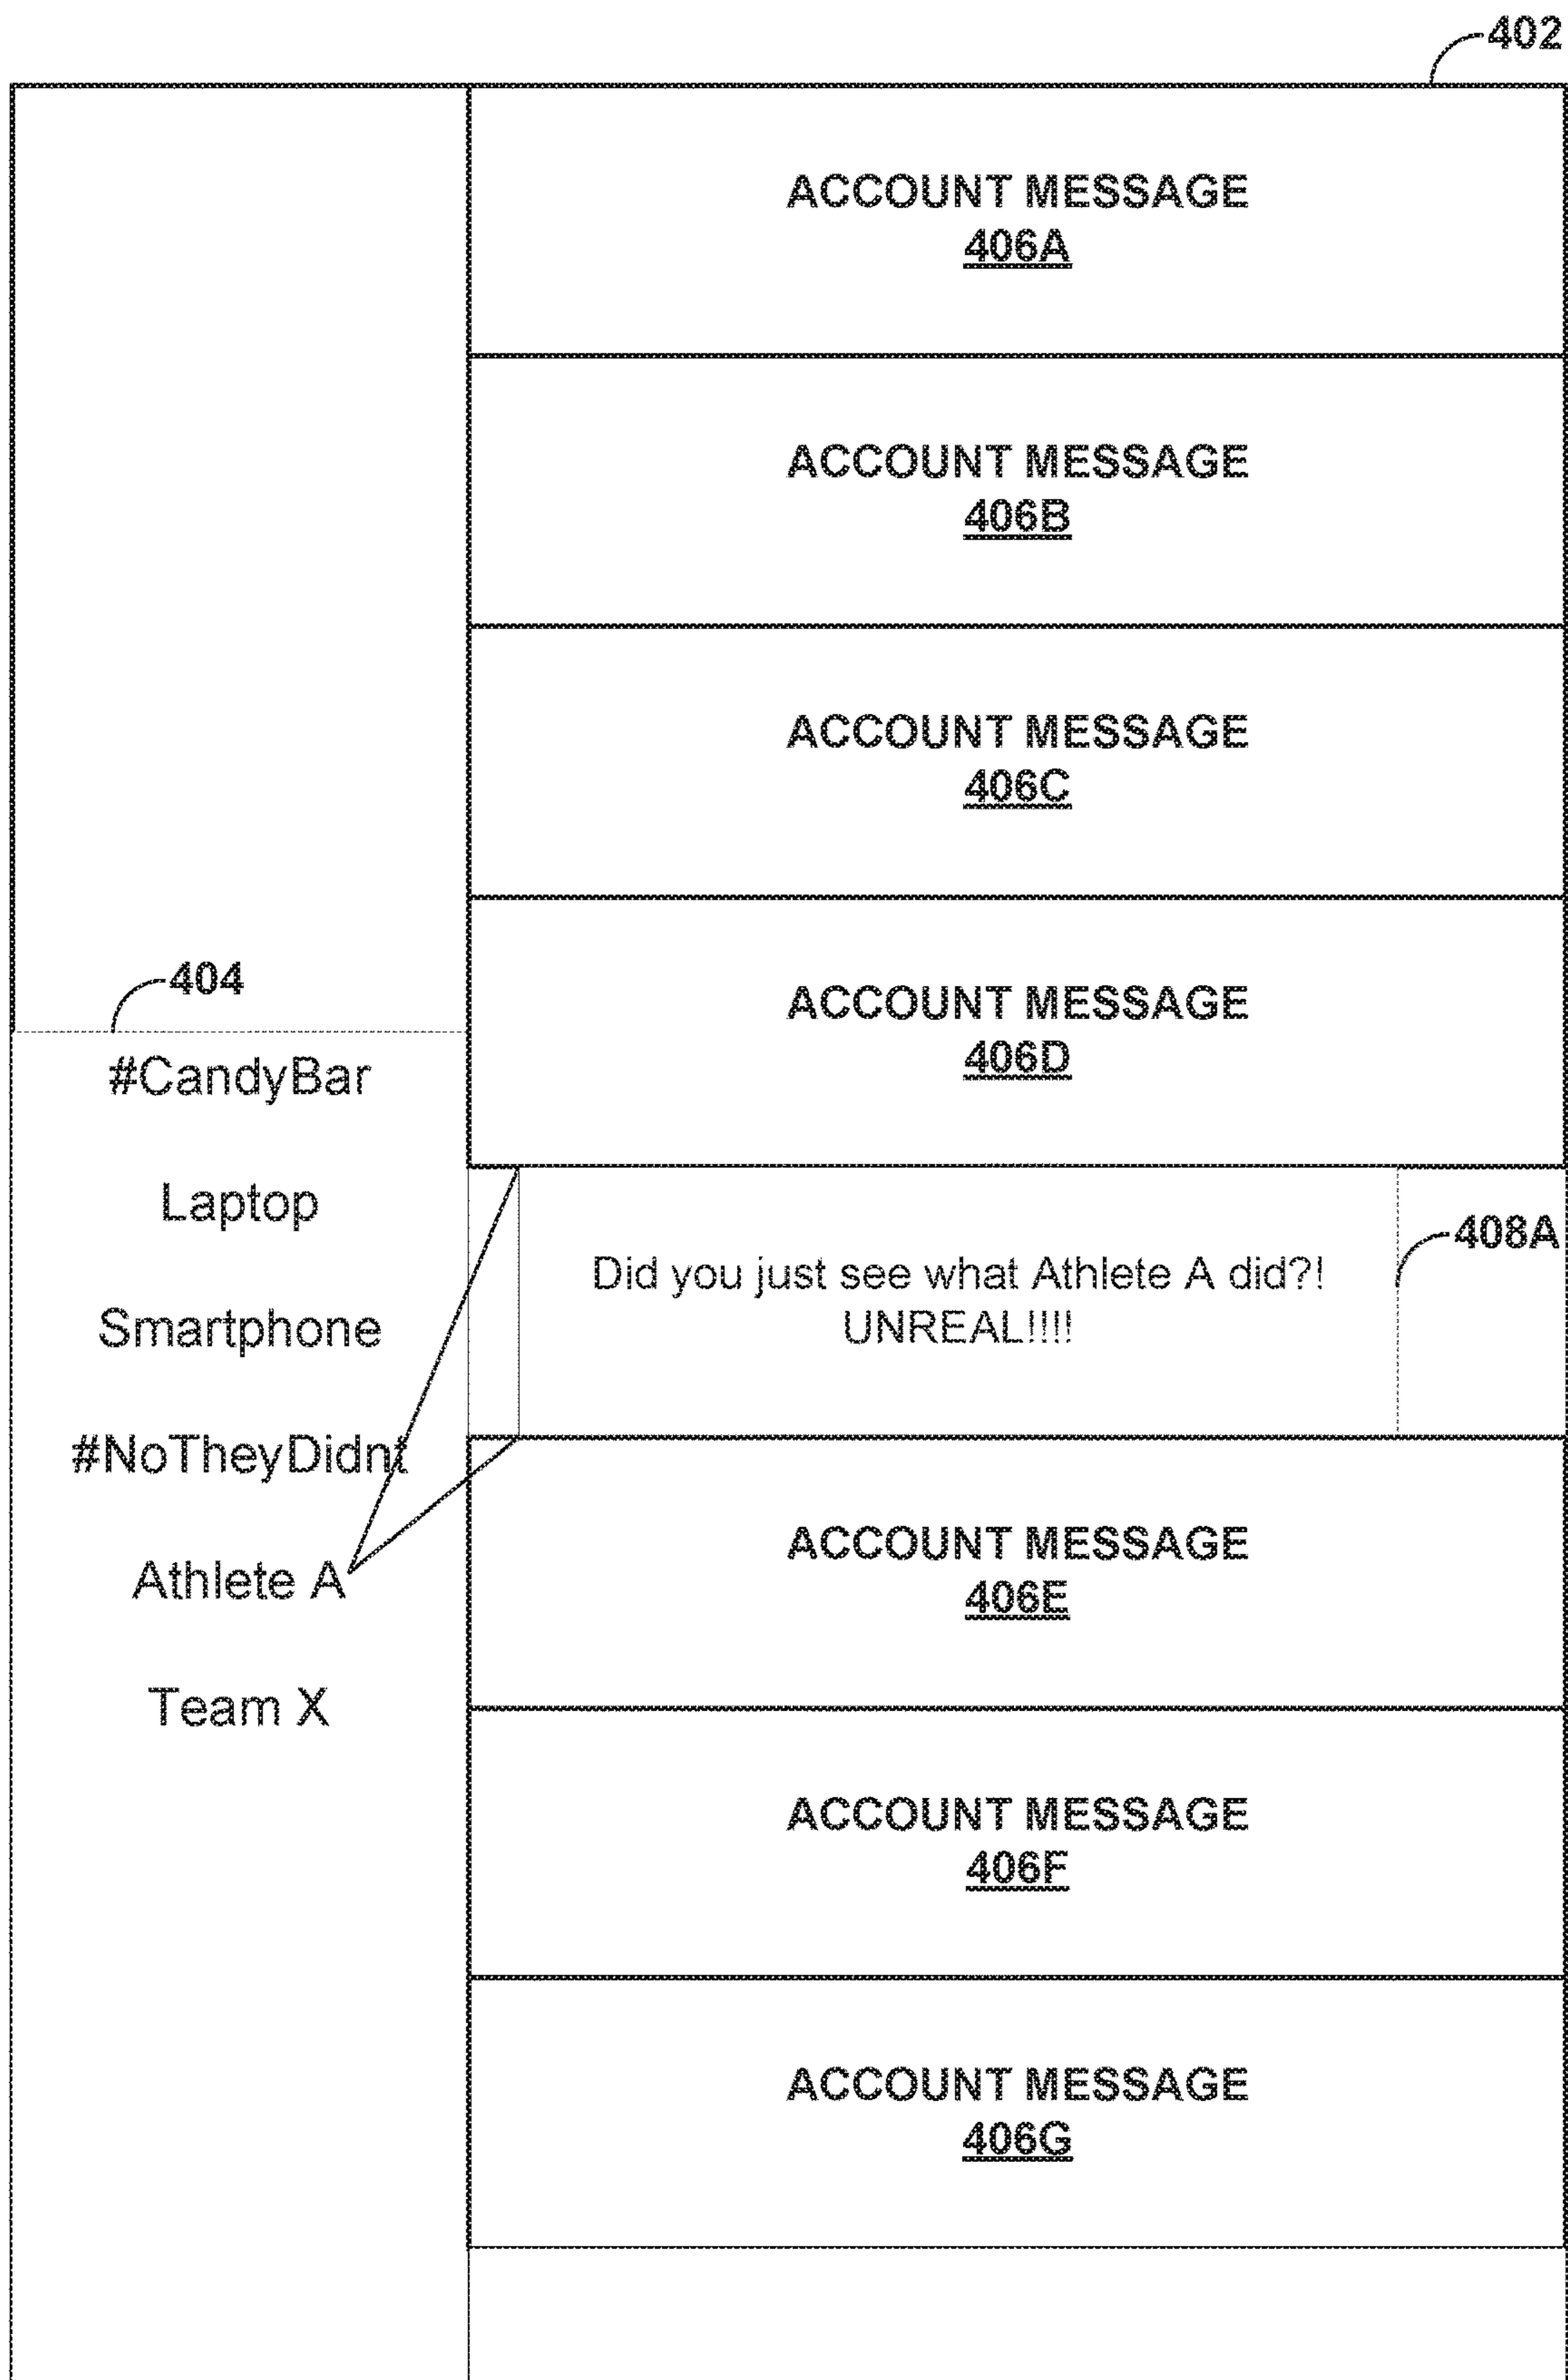 402
ACCOUNT MESSAGE
406A
ACCOUNT MESSAGE
406B
ACCOUNT MESSAGE
406C
ACCOUNT MESSAGE
406D
404
#CandyBar
Laptop
Smartphone
#NoTheyDidnt
Athlete A
Team X
408A
Did you just see what Athlete A did?!
UNREAL!!!!
ACCOUNT MESSAGE
406E
ACCOUNT MESSAGE
406F
ACCOUNT MESSAGE
406G